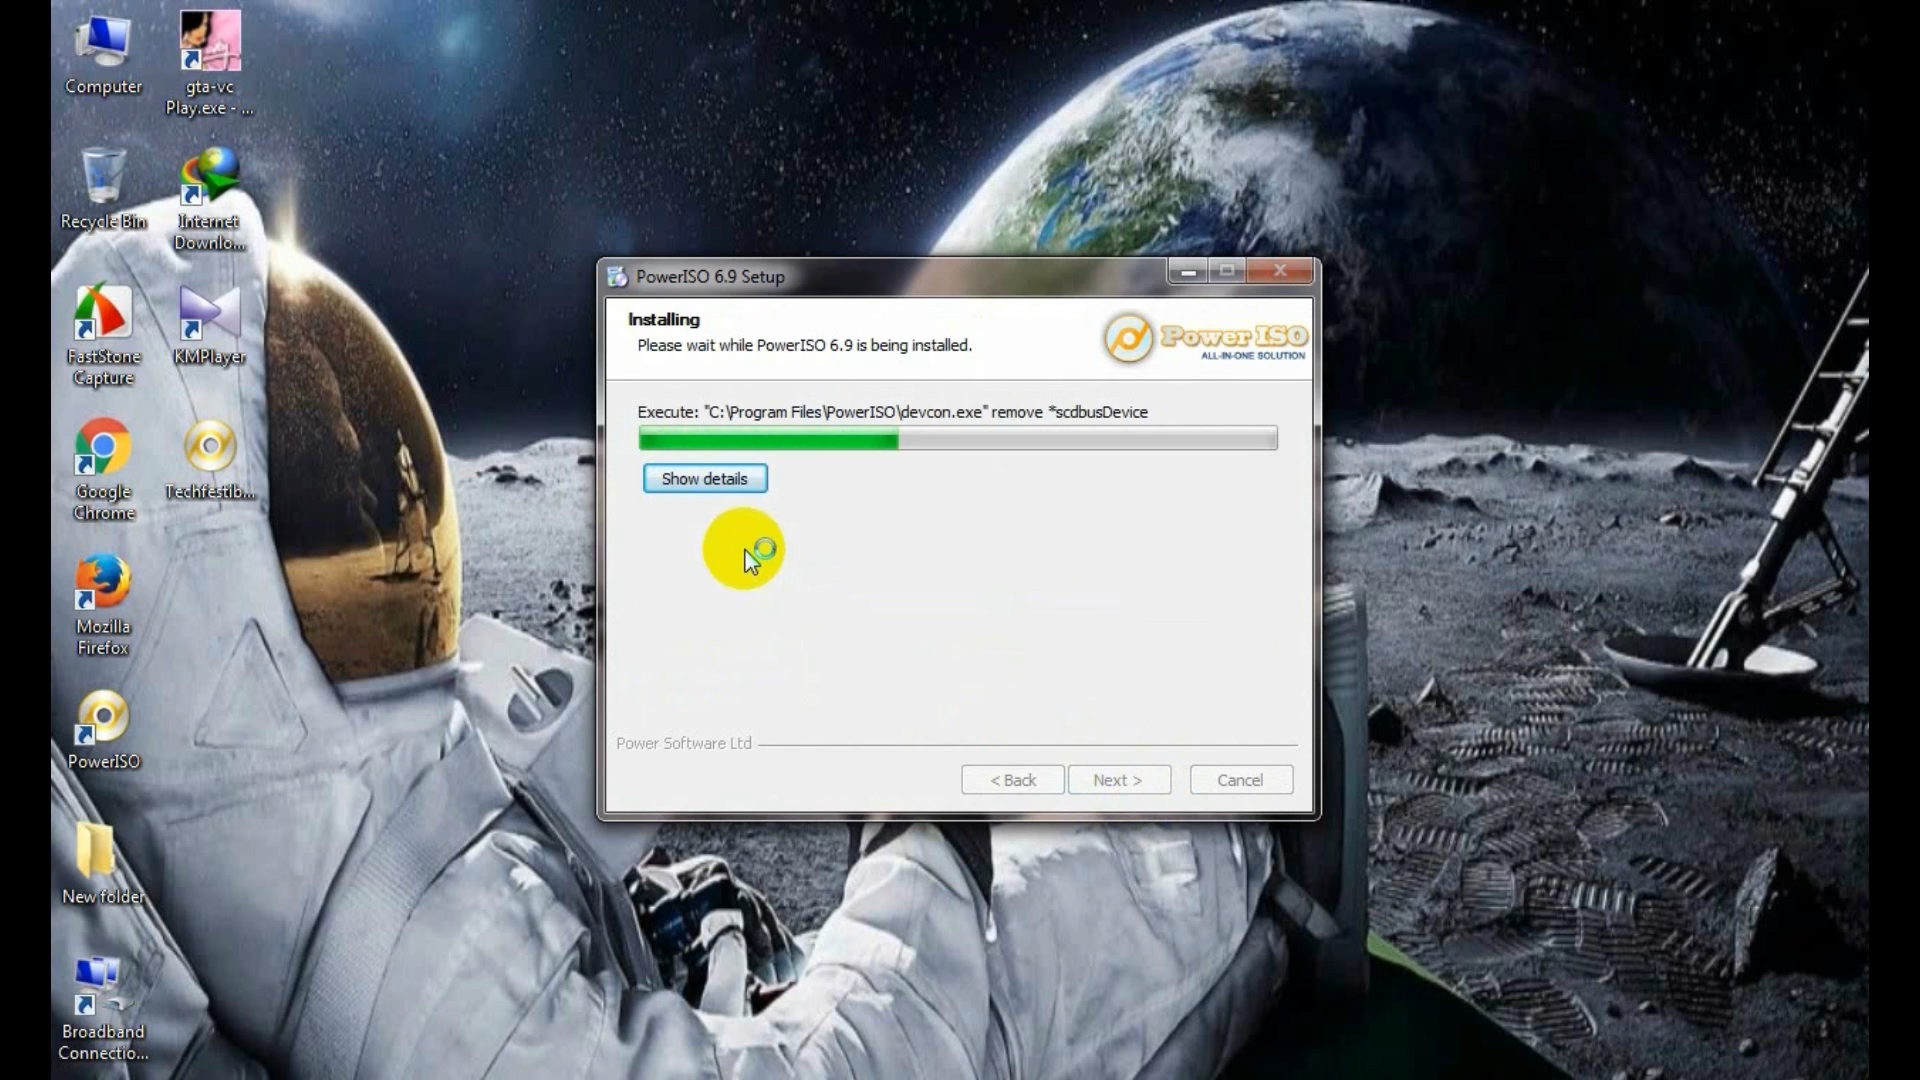 Computer
gta-vc
Play.exe - ...
Recycle Bin
Internet
Downlo...
FastStone
Capture
KMPlayer
Google
Chrome
Techfestib...
Mozilla
Firefox
PowerISO
New folder
Broadband
Connectio...
PowerISO 6.9 Setup
Installing
Please wait while PowerISO 6.9 is being installed.
Power ISO
ALL-IN-ONE SOLUTION
Execute: "C:\Program Files\PowerISO\devcon.exe" remove *scdbusDevice
Show details
Power Software Ltd
< Back
Next >
Cancel